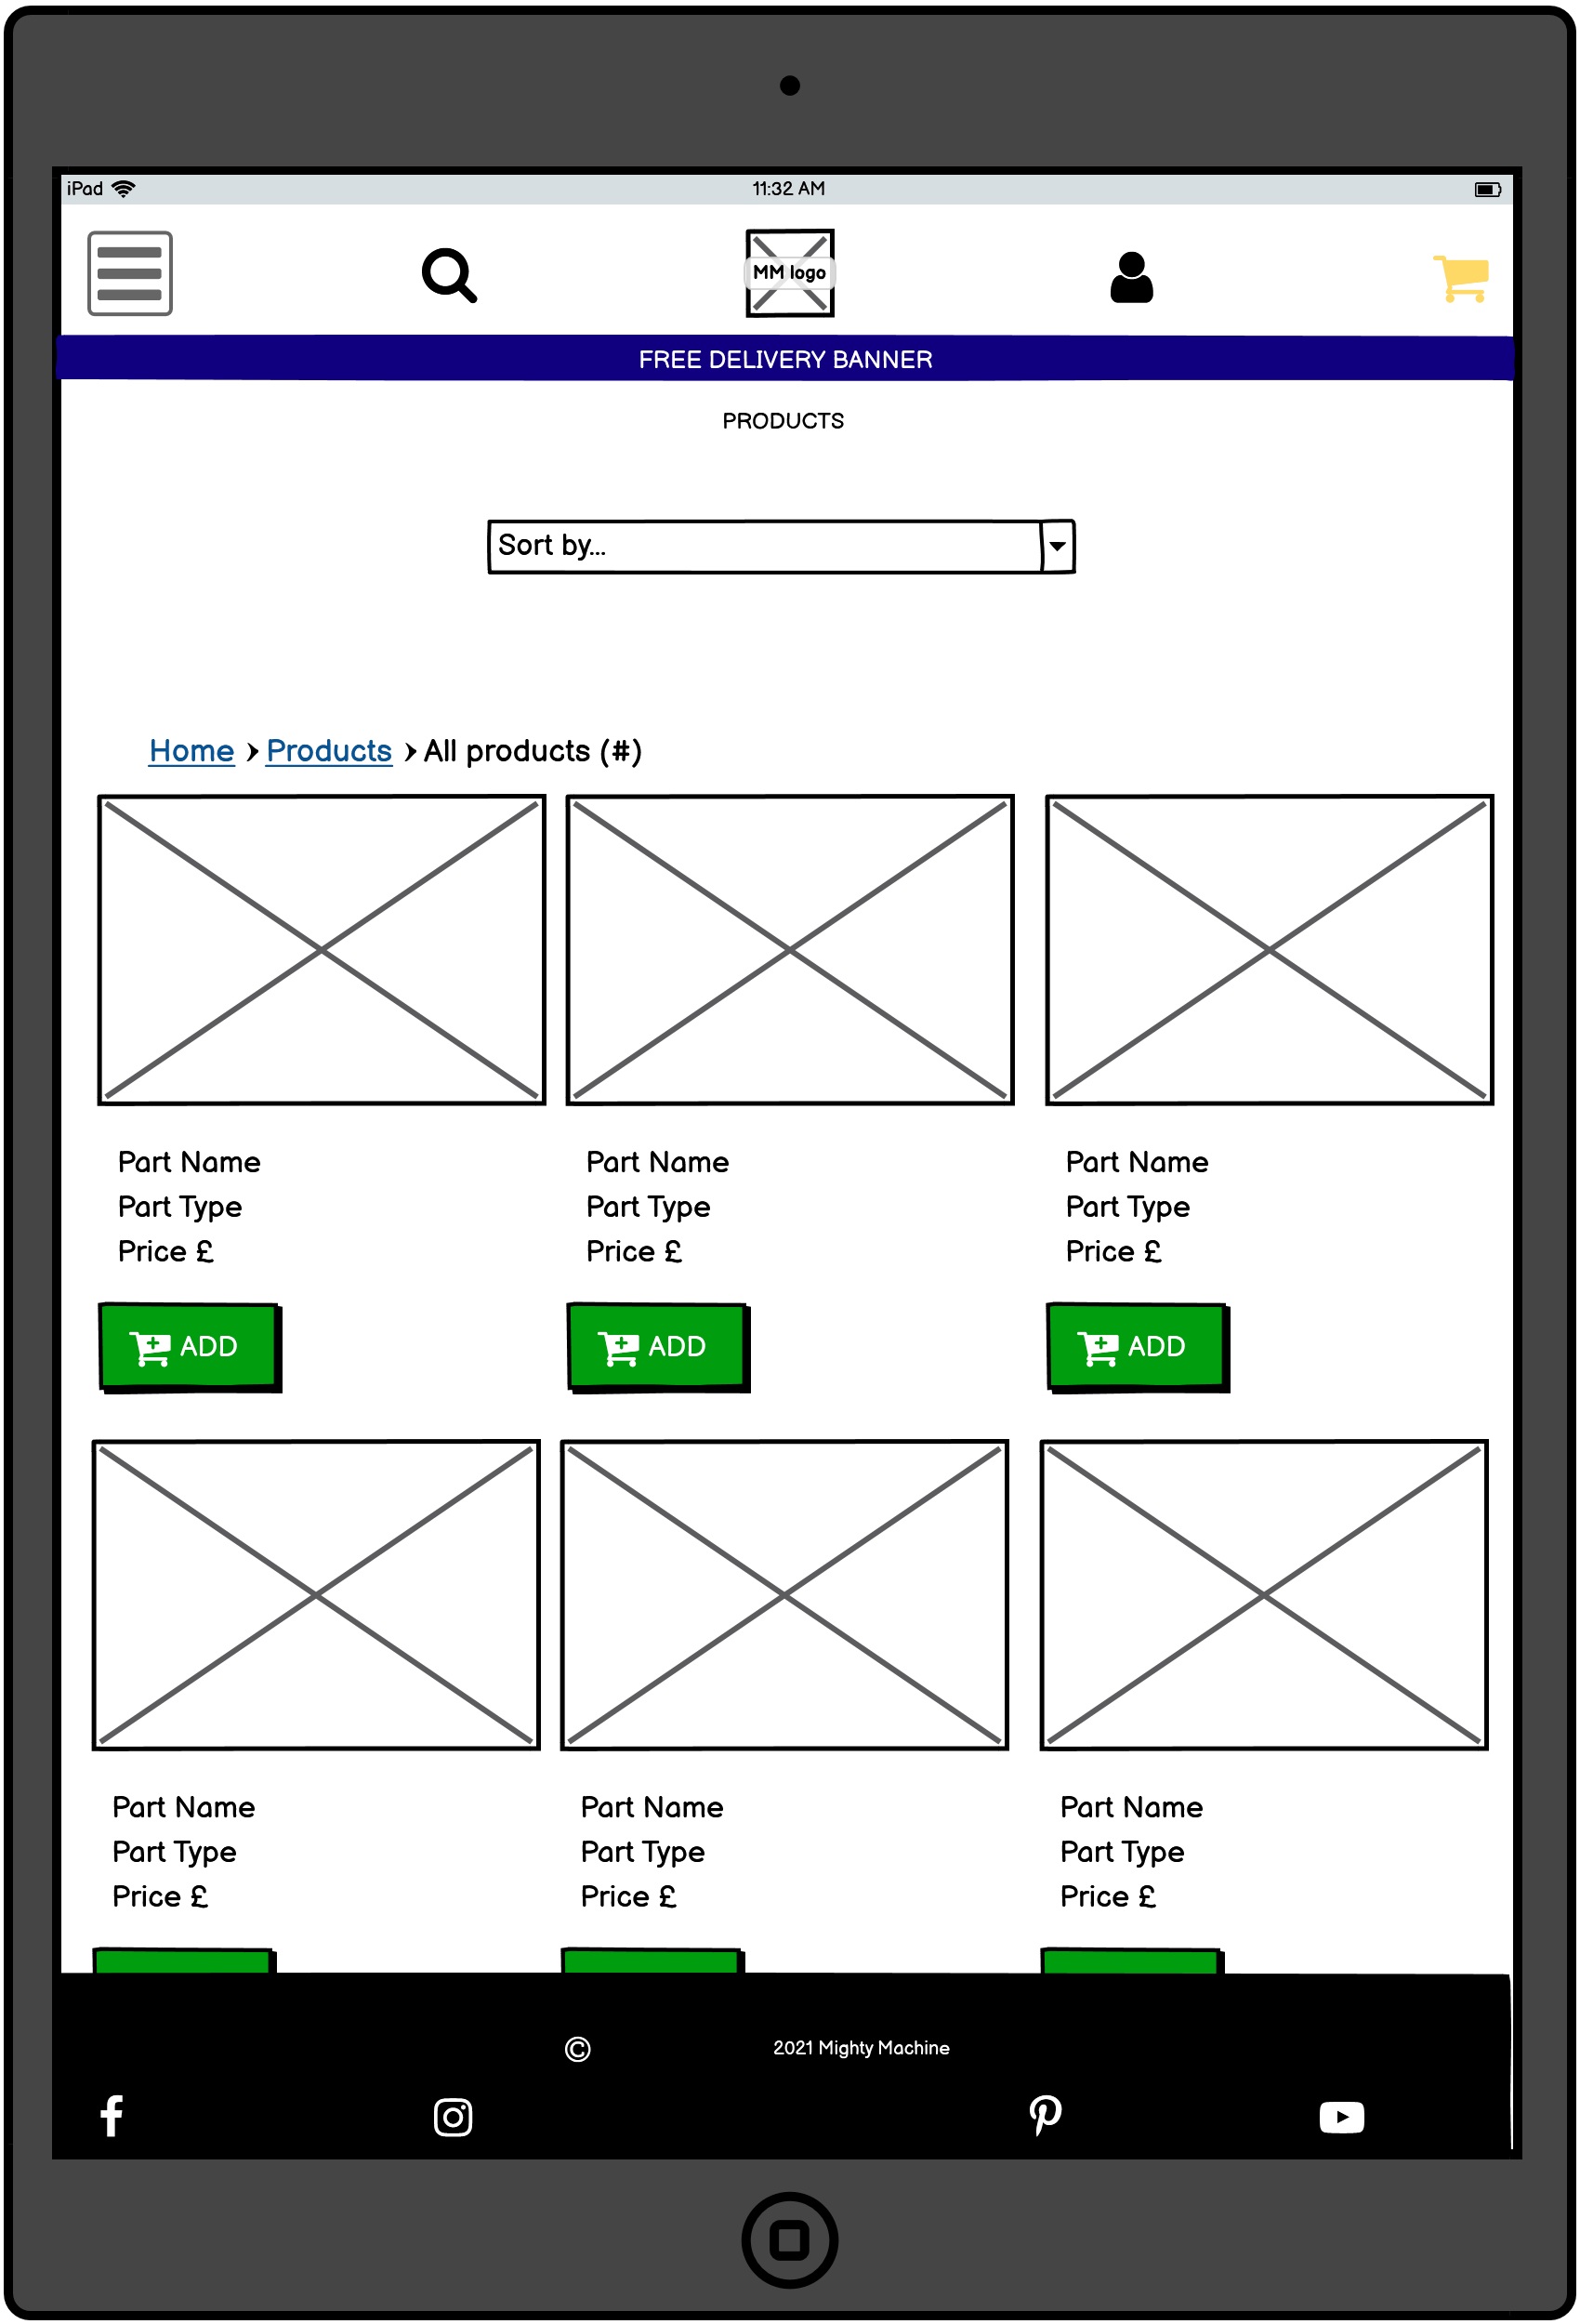 iPad 11:32 AM
MM logo
FREE DELIVERY BANNER
PRODUCTS
Sort by...
Home > Products > All products (#)
Part Name Part Name Part Name
Part Type Part Type Part Type
Price £ Price £ Price £
ADD ADD ADD
Part Name Part Name Part Name
Part Type Part Type Part Type
Price £ Price £ Price £
© 2021 Mighty Machine